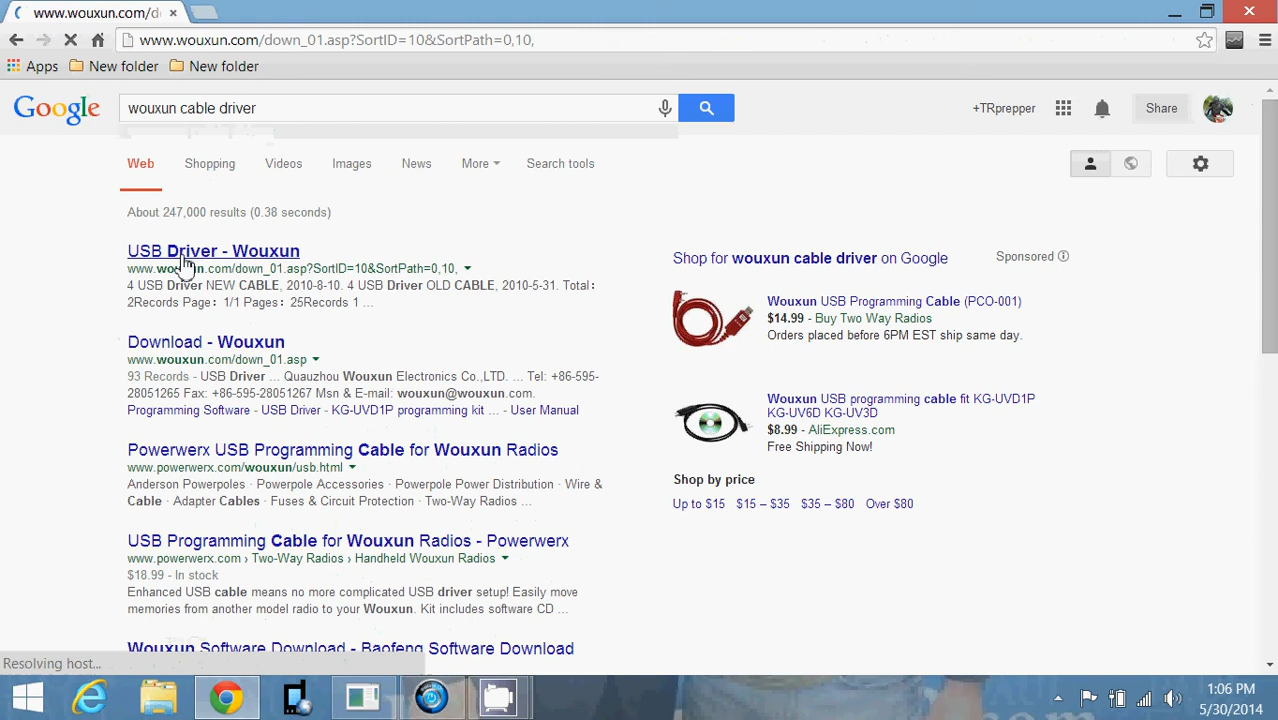 www.wouxun.com/d
www.wouxun.com/down_01.asp?SortID=10&SortPath=0,10,
Apps New folder New folder
Google wouxun cable driver +TRprepper Share
Web Shopping Videos Images News More Search tools
About 247,000 results (0.38 seconds)
USB Driver - Wouxun
www.wouxun.com/down_01.asp?SortID=10&SortPath=0,10,
4 USB Driver NEW CABLE, 2010-8-10. 4 USB Driver OLD CABLE, 2010-5-31. Total:
2Records Page: 1/1 Pages: 25Records 1 ...
Download - Wouxun
www.wouxun.com/down_01.asp
93 Records - USB Driver ... Quauzhou Wouxun Electronics Co.,LTD. ... Tel: +86-595-
28051265 Fax: +86-595-28051267 Msn & E-mail: wouxun@wouxun.com.
Programming Software - USB Driver - KG-UVD1P programming kit ... - User Manual
Powerwerx USB Programming Cable for Wouxun Radios
www.powerwerx.com/wouxun/usb.html
Anderson Powerpoles · Powerpole Accessories · Powerpole Power Distribution · Wire &
Cable · Adapter Cables · Fuses & Circuit Protection · Two-Way Radios ...
USB Programming Cable for Wouxun Radios - Powerwerx
www.powerwerx.com › Two-Way Radios › Handheld Wouxun Radios
$18.99 - In stock
Enhanced USB cable means no more complicated USB driver setup! Easily move
memories from another model radio to your Wouxun. Kit includes software CD ...
Wouxun Software Download - Baofeng Software Download
Shop for wouxun cable driver on Google Sponsored
Wouxun USB Programming Cable (PCO-001)
$14.99 - Buy Two Way Radios
Orders placed before 6PM EST ship same day.
Wouxun USB programming cable fit KG-UVD1P
KG-UV6D KG-UV3D
$8.99 - AliExpress.com
Free Shipping Now!
Shop by price
Up to $15 $15 – $35 $35 – $80 Over $80
Resolving host...
1:06 PM
5/30/2014